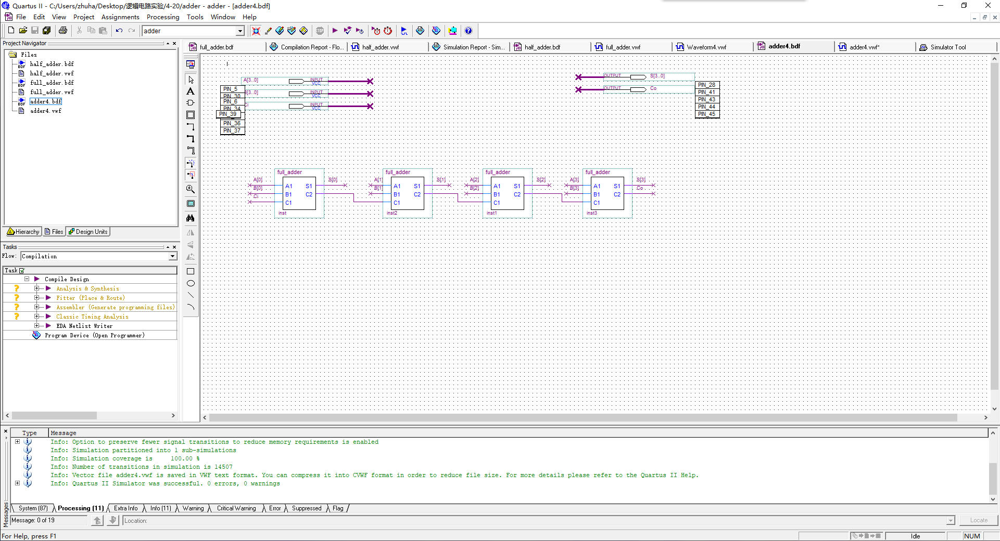 Quartus II - C:/Users/zhuha/Desktop/逻辑电路实验/4-20/adder - adder - [adder4.bdf]
File Edit View Project Assignments Processing Tools Window Help
adder
Project Navigator
full_adder.bdf Compilation Report - Flo... half_adder.vwf Simulation Report - Sim... half_adder.bdf full_adder.vwf Waveform4.vwf adder4.bdf adder4.vwf* Simulator Tool
Files
half_adder.bdf
half_adder.vwf
full_adder.bdf
full_adder.vwf
adder4.bdf
adder4.vwf
Hierarchy Files Design Units
Tasks
Flow: Compilation
Task
Compile Design
Analysis & Synthesis
Fitter (Place & Route)
Assembler (Generate programming files)
Classic Timing Analysis
EDA Netlist Writer
Program Device (Open Programmer)
A[3..0] INPUT VCC
B[3..0] INPUT VCC
Ci INPUT VCC
PIN_5
PIN_30
PIN_6
PIN_34
PIN_39
PIN_36
PIN_37
OUTPUT S[3..0]
OUTPUT Co
PIN_28
PIN_41
PIN_43
PIN_44
PIN_45
full_adder full_adder full_adder full_adder
A[0] S[0] A[1] S[1] A[2] S[2] A[3] S[3]
A1 S1 A1 S1 A1 S1 A1 S1
B[0] B[1] B[2] B[3] Co
B1 C2 B1 C2 B1 C2 B1 C2
Ci
C1 C1 C1 C1
inst inst2 inst1 inst3
Type Message
Info: Option to preserve fewer signal transitions to reduce memory requirements is enabled
Info: Simulation partitioned into 1 sub-simulations
Info: Simulation coverage is 100.00 %
Info: Number of transitions in simulation is 14507
Info: Vector file adder4.vwf is saved in VWF text format. You can compress it into CVWF format in order to reduce file size. For more details please refer to the Quartus II Help.
Info: Quartus II Simulator was successful. 0 errors, 0 warnings
System (87) Processing (11) Extra Info Info (11) Warning Critical Warning Error Suppressed Flag
Messages
Message: 0 of 19 Location: Locate
For Help, press F1 Idle NUM